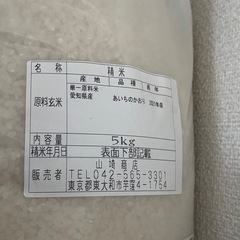 名称 精米
産地 品種 産年
原料玄米 単一原料米
愛知県産 あいちのかおり
5kg
精米年月日 表面下部記載
山﨑商店
販売者 TEL042-565-3301
東京都東大和市芋窪4-1754